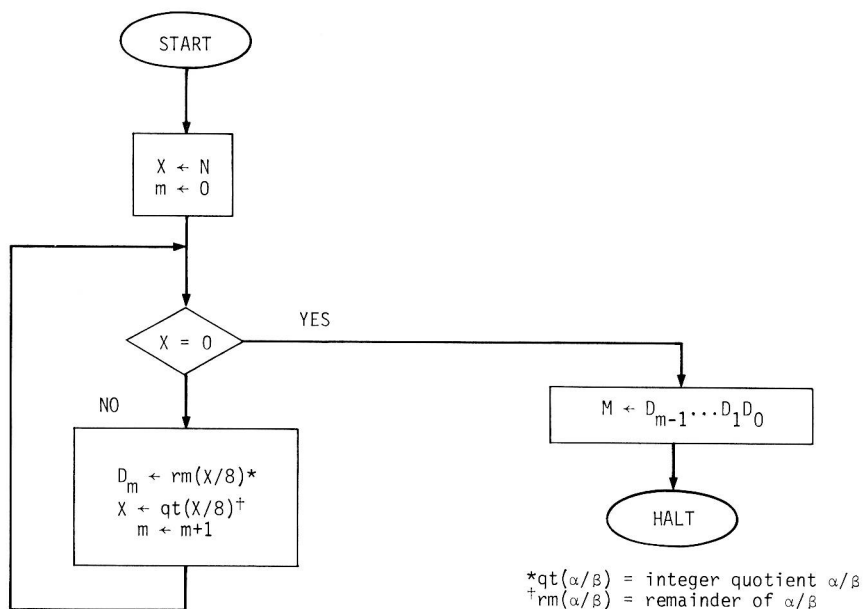 START
X ← N
m ← 0
X = 0
YES
NO
D_m ← rm(X/8)*
X ← qt(X/8)†
m ← m+1
M ← D_{m-1}...D_1D_0
HALT
*qt(α/β) = integer quotient α/β
†rm(α/β) = remainder of α/β